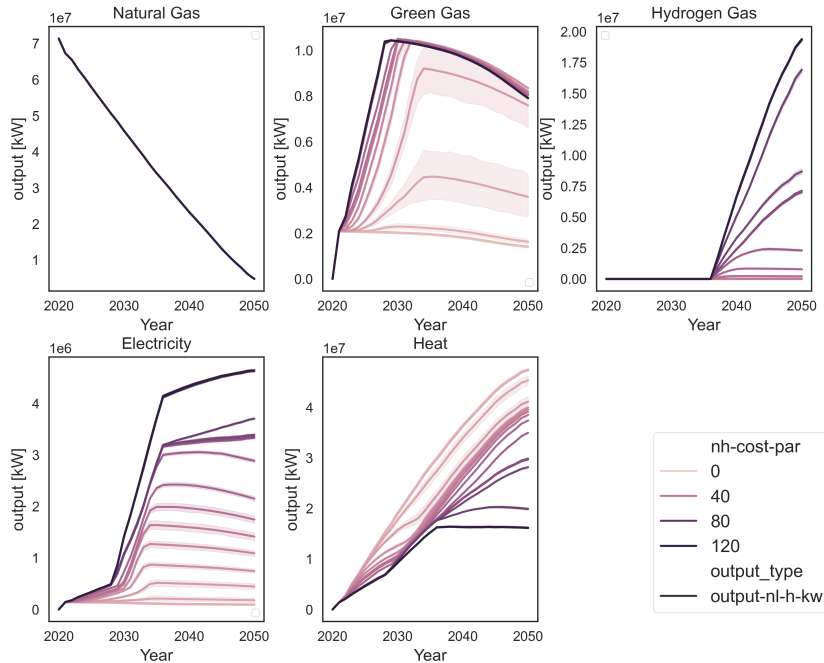 Natural Gas
1e7
output [kW]
7
6
5
4
3
2
1
2020 2030 2040 2050
Year
Green Gas
1e7
output [kW]
1.0
0.8
0.6
0.4
0.2
0.0
2020 2030 2040 2050
Year
Hydrogen Gas
1e7
output [kW]
2.00
1.75
1.50
1.25
1.00
0.75
0.50
0.25
0.00
2020 2030 2040 2050
Year
Electricity
1e6
output [kW]
4
3
2
1
0
2020 2030 2040 2050
Year
Heat
1e7
output [kW]
4
3
2
1
0
2020 2030 2040 2050
Year
nh-cost-par
0
40
80
120
output_type
output-nl-h-kw